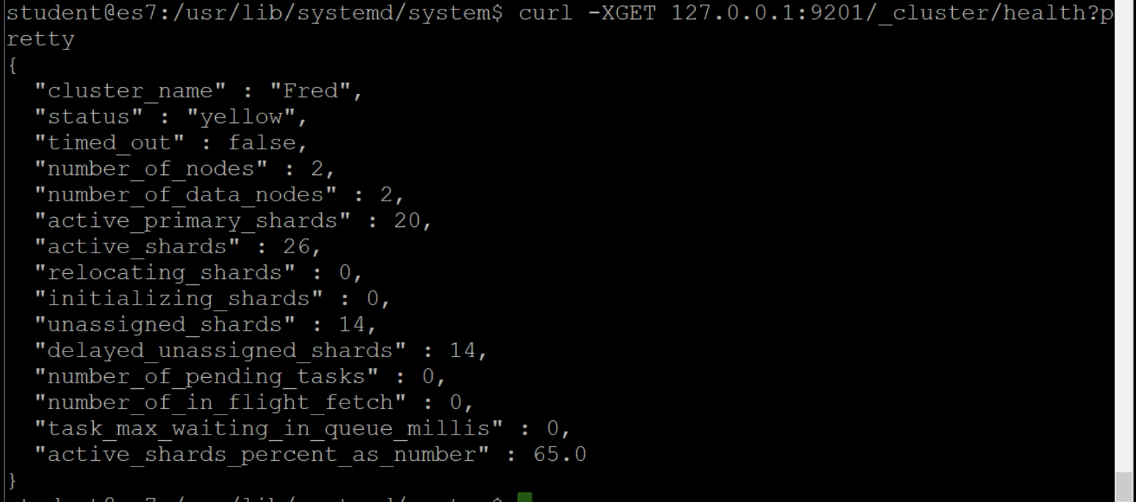 student@es7:/usr/lib/systemd/system$ curl -XGET 127.0.0.1:9201/_cluster/health?p
retty
{
  "cluster_name" : "Fred",
  "status" : "yellow",
  "timed_out" : false,
  "number_of_nodes" : 2,
  "number_of_data_nodes" : 2,
  "active_primary_shards" : 20,
  "active_shards" : 26,
  "relocating_shards" : 0,
  "initializing_shards" : 0,
  "unassigned_shards" : 14,
  "delayed_unassigned_shards" : 14,
  "number_of_pending_tasks" : 0,
  "number_of_in_flight_fetch" : 0,
  "task_max_waiting_in_queue_millis" : 0,
  "active_shards_percent_as_number" : 65.0
}